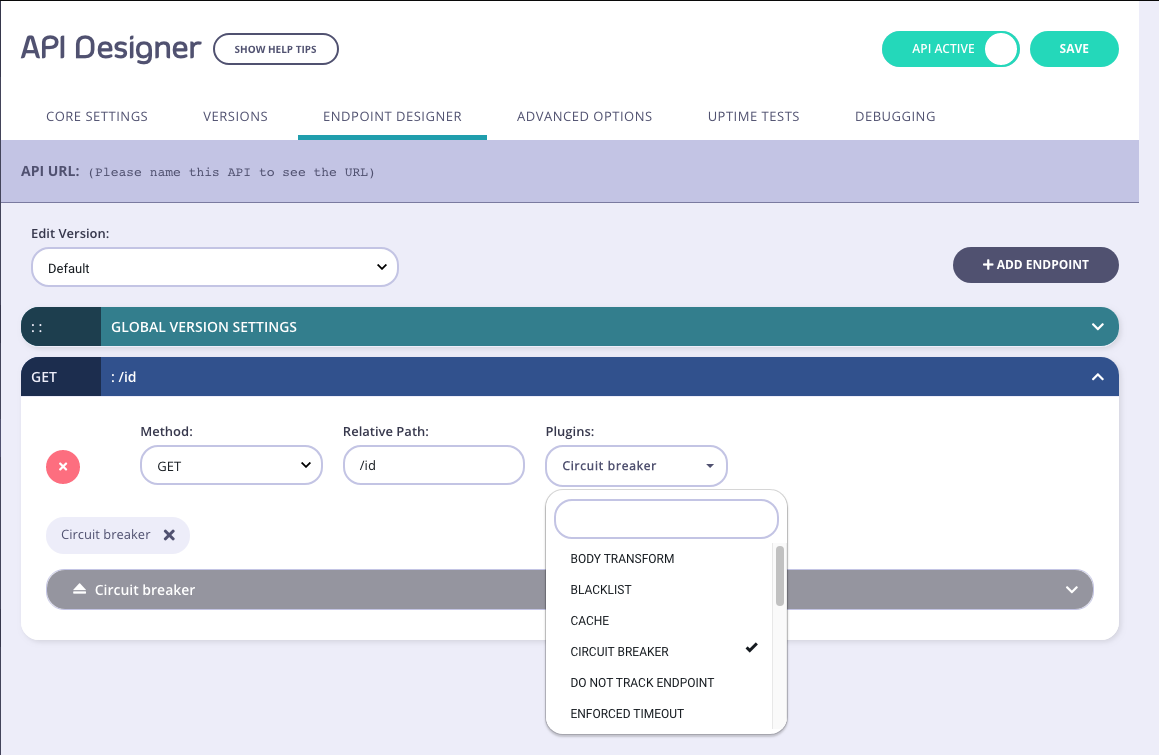 API Designer SHOW HELP TIPS API ACTIVE SAVE
CORE SETTINGS VERSIONS ENDPOINT DESIGNER ADVANCED OPTIONS UPTIME TESTS DEBUGGING
API URL: (Please name this API to see the URL)
Edit Version:
Default
+ ADD ENDPOINT
: : GLOBAL VERSION SETTINGS
GET : /id
Method: Relative Path: Plugins:
GET /id Circuit breaker
Circuit breaker
Circuit breaker
BODY TRANSFORM
BLACKLIST
CACHE
CIRCUIT BREAKER
DO NOT TRACK ENDPOINT
ENFORCED TIMEOUT